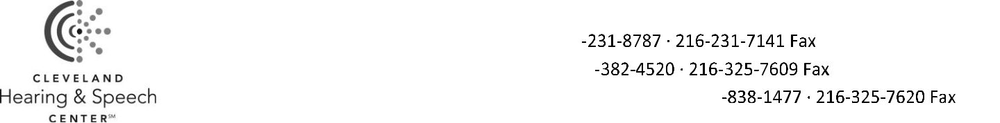 CLEVELAND
Hearing & Speech
CENTER℠
-231-8787 · 216-231-7141 Fax
-382-4520 · 216-325-7609 Fax
-838-1477 · 216-325-7620 Fax